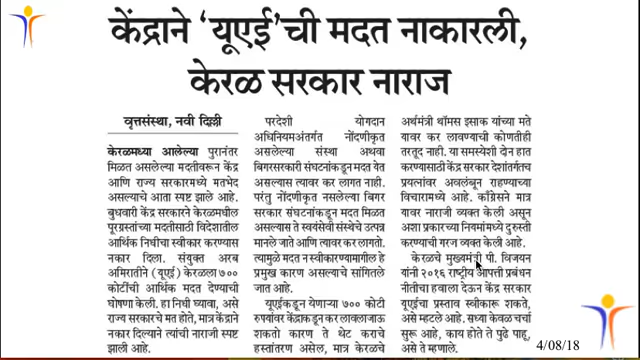 केंद्राने ‘यूएई’ची मदत नाकारली,
केरळ सरकार नाराज
वृत्तसंस्था, नवी दिल्ली
केरळमध्या आलेल्या पुरानंतर
मिळत असलेल्या मदतीवरून केंद्र
आणि राज्य सरकारमध्ये मतभेद
असल्याचे आता स्पष्ट झाले आहे.
बुधवारी केंद्र सरकारने केरळमधील
पूरग्रस्तांच्या मदतीसाठी विदेशातील
आर्थिक निधीचा स्वीकार करण्यास
नकार दिला. संयुक्त अरब
अमिरातीने (यूएई) केरळला ७००
कोटींची आर्थिक मदत देण्याची
घोषणा केली. हा निधी घ्यावा, असे
राज्य सरकारचे मत होते, मात्र केंद्राने
नकार दिल्याने त्यांची नाराजी स्पष्ट
झाली आहे.
परदेशी योगदान
अधिनियमअंतर्गत नोंदणीकृत
असलेल्या संस्था अथवा
बिगरसरकारी संघटनांकडून मदत येत
असल्यास त्यावर कर लागत नाही.
परंतु नोंदणीकृत नसलेल्या बिगर
सरकार संघटनांकडून मदत मिळत
असल्यास ते स्वयंसेवी संस्थेचे उत्पन्न
मानले जाते आणि त्यावर कर लागतो.
त्यामुळे मदत न स्वीकारण्यामागील हे
प्रमुख कारण असल्याचे सांगितले
जात आहे.
यूएईकडून येणाऱ्या ७०० कोटी
रुपयांवर केंद्राकडून कर लावला जाऊ
शकतो कारण ते थेट कराचे
हस्तांतरण असेल, मात्र केरळचे
अर्थमंत्री थॉमस इसाक यांच्या मते
यावर कर लावण्याची कोणतीही
तरतूद नाही. या समस्येशी दोन हात
करण्यासाठी केंद्र सरकार देशांतर्गतच
प्रयत्नांवर अवलंबून राहण्याच्या
विचारामध्ये आहे. काँग्रेसने मात्र
यावर नाराजी व्यक्त केली असून
अशा प्रकारच्या नियमांमध्ये दुरुस्ती
करण्याची गरज व्यक्त केली आहे.
केरळचे मुख्यमंत्री पी. विजयन
यांनी २०१६ राष्ट्रीय आपत्ती प्रबंधन
नीतीचा हवाला देऊन केंद्र सरकार
यूएईचा प्रस्ताव स्वीकारू शकते,
असे म्हटले आहे. सध्या केवळ चर्चा
सुरू आहे, काय होते ते पुढे पाहू,
असे ते म्हणाले.
4/08/18